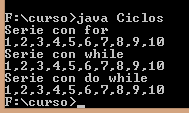 F:\curso>java Ciclos
Serie con for
1,2,3,4,5,6,7,8,9,10
Serie con while
1,2,3,4,5,6,7,8,9,10
Serie con do while
1,2,3,4,5,6,7,8,9,10
F:\curso>_